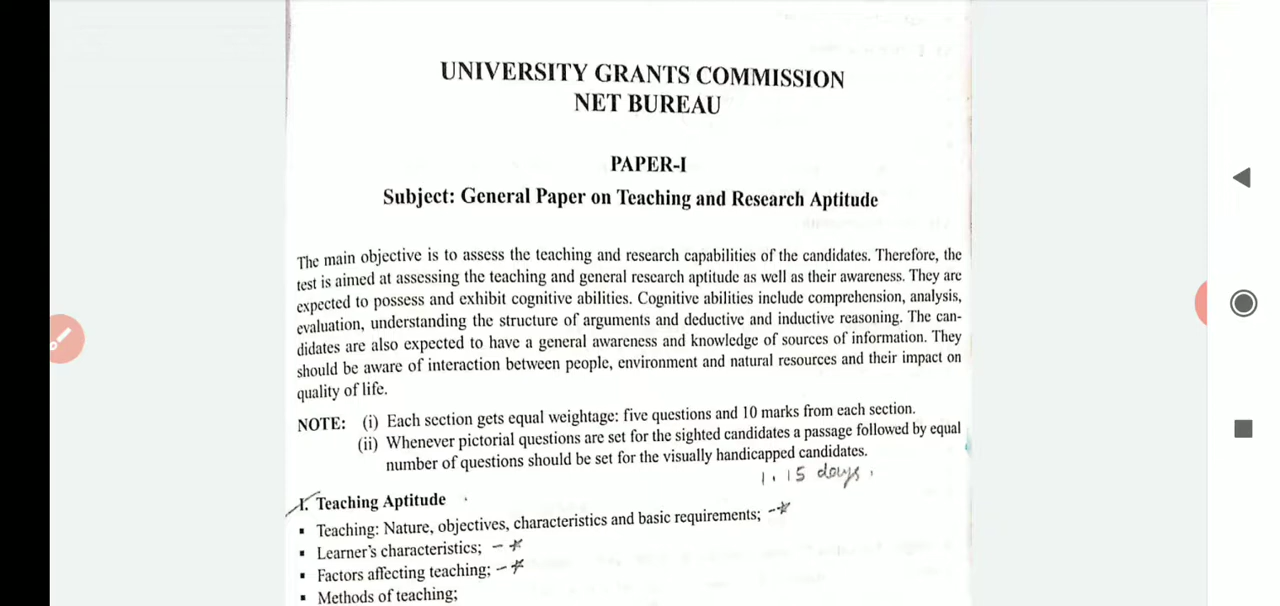 UNIVERSITY GRANTS COMMISSION
NET BUREAU
PAPER-I
Subject: General Paper on Teaching and Research Aptitude
The main objective is to assess the teaching and research capabilities of the candidates. Therefore, the
test is aimed at assessing the teaching and general research aptitude as well as their awareness. They are
expected to possess and exhibit cognitive abilities. Cognitive abilities include comprehension, analysis,
evaluation, understanding the structure of arguments and deductive and inductive reasoning. The can-
didates are also expected to have a general awareness and knowledge of sources of information. They
should be aware of interaction between people, environment and natural resources and their impact on
quality of life.
NOTE: (i) Each section gets equal weightage: five questions and 10 marks from each section.
(ii) Whenever pictorial questions are set for the sighted candidates a passage followed by equal
number of questions should be set for the visually handicapped candidates.
1. 15 days.
I. Teaching Aptitude
▪ Teaching: Nature, objectives, characteristics and basic requirements; -*
▪ Learner's characteristics; -*
▪ Factors affecting teaching; -*
▪ Methods of teaching;